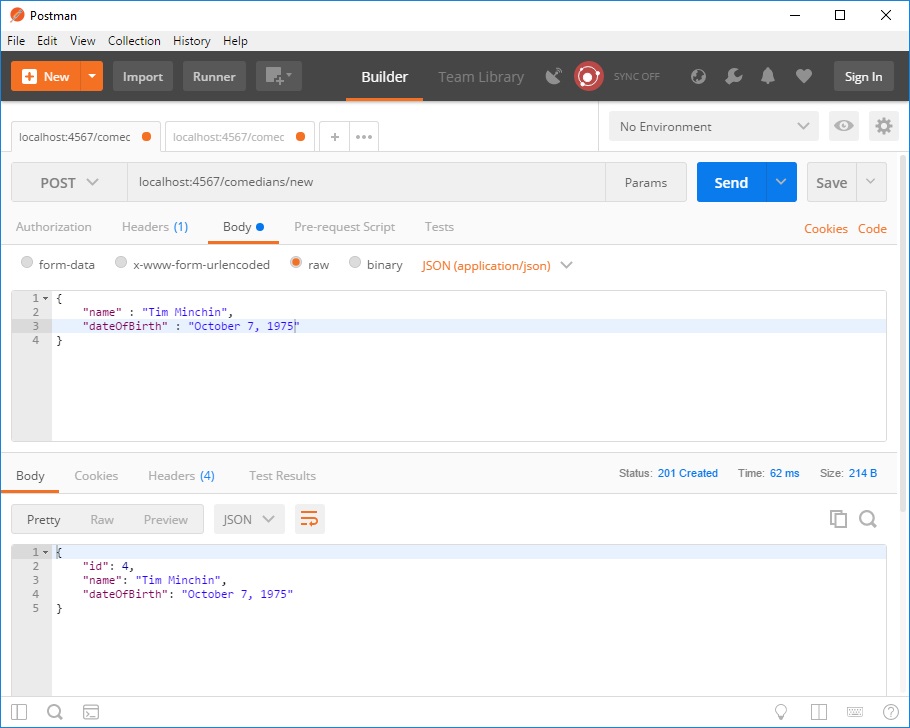 Postman
File Edit View Collection History Help
New Import Runner Builder Team Library SYNC OFF Sign In
localhost:4567/comec localhost:4567/comec + ••• No Environment
POST localhost:4567/comedians/new Params Send Save
Authorization Headers (1) Body Pre-request Script Tests Cookies Code
form-data x-www-form-urlencoded raw binary JSON (application/json)
1 {
2 "name" : "Tim Minchin",
3 "dateOfBirth" : "October 7, 1975"
4 }
Body Cookies Headers (4) Test Results Status: 201 Created Time: 62 ms Size: 214 B
Pretty Raw Preview JSON
1 {
2 "id": 4,
3 "name": "Tim Minchin",
4 "dateOfBirth": "October 7, 1975"
5 }